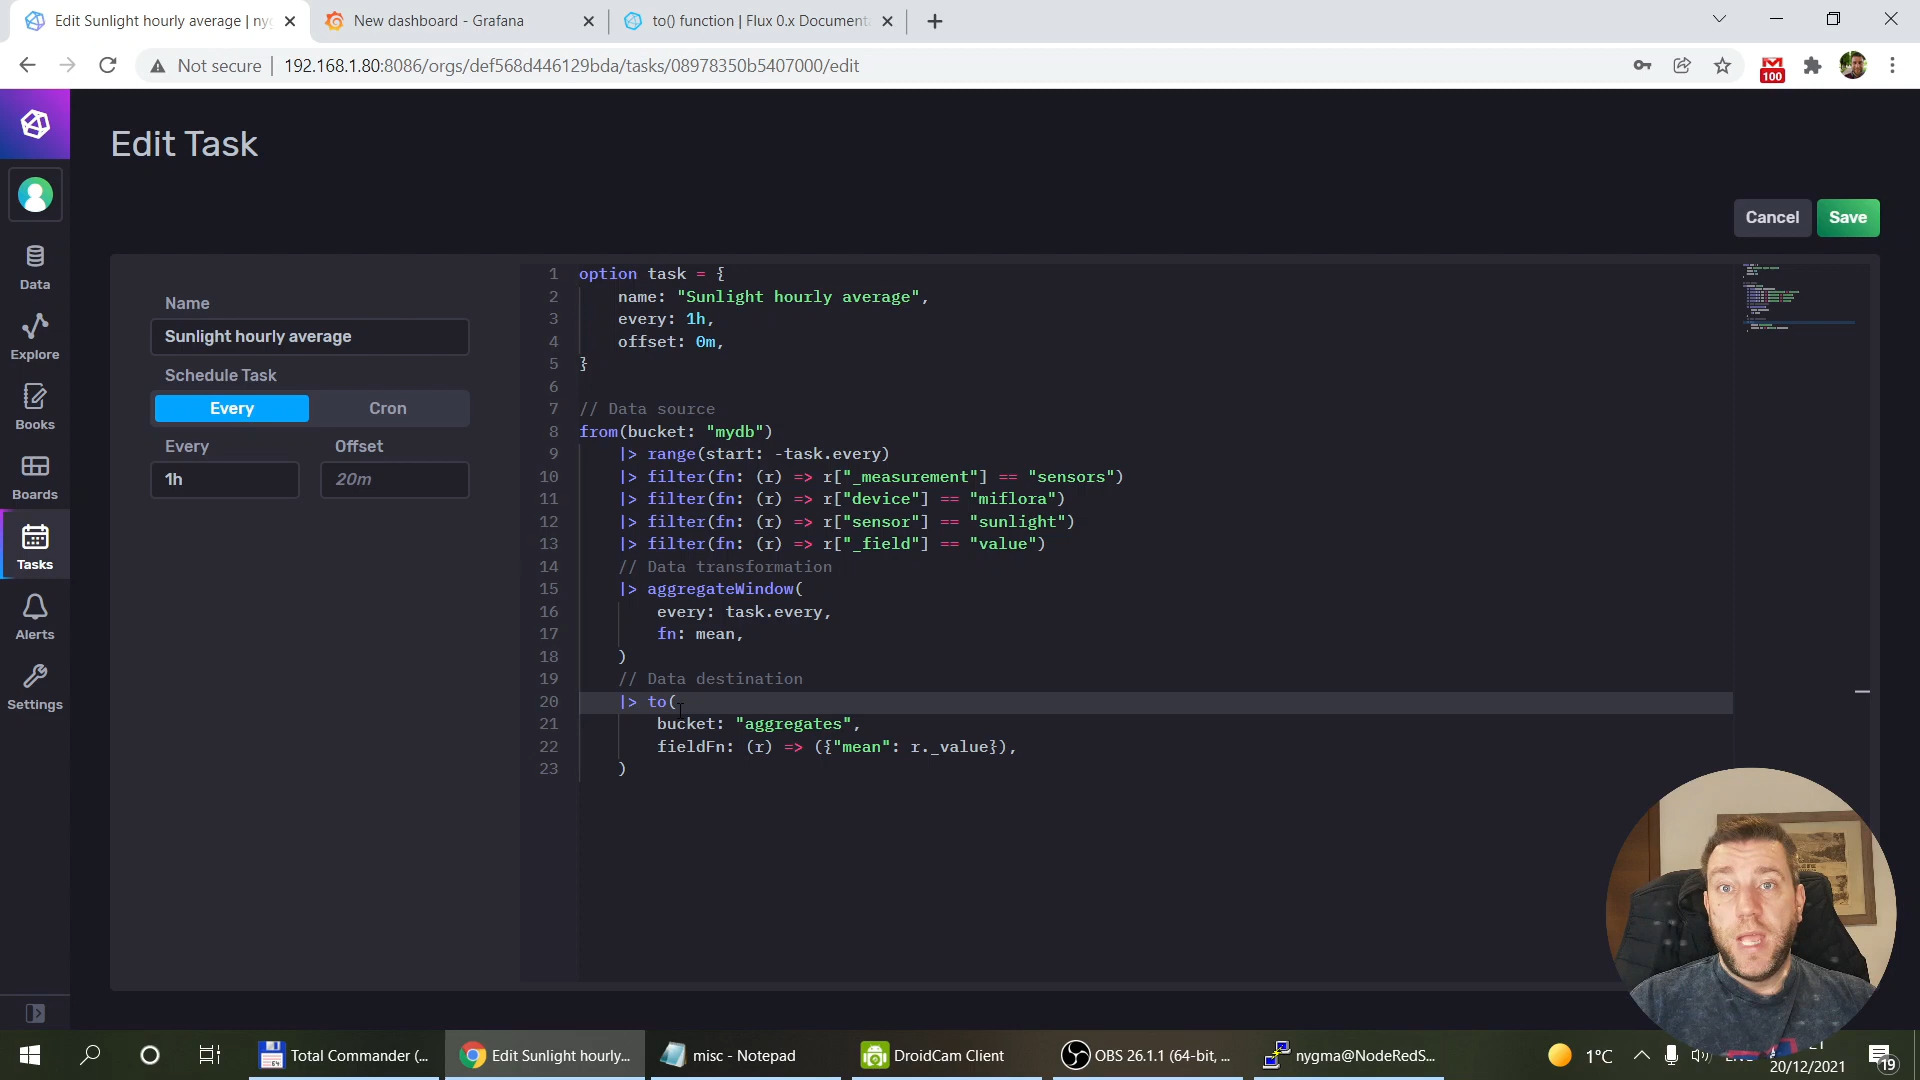 Edit Sunlight hourly average | ny
New dashboard - Grafana
to() function | Flux 0.x Documenta
Not secure
192.168.1.80:8086/orgs/def568d446129bda/tasks/08978350b5407000/edit
100
Edit Task
Cancel
Save
Data
Explore
Books
Boards
Tasks
Alerts
Settings
Name
Sunlight hourly average
Schedule Task
Every
Cron
Every
Offset
1h
20m
1 option task = {
2 name: "Sunlight hourly average",
3 every: 1h,
4 offset: 0m,
5 }
6
7 // Data source
8 from(bucket: "mydb")
9 |> range(start: -task.every)
10 |> filter(fn: (r) => r["_measurement"] == "sensors")
11 |> filter(fn: (r) => r["device"] == "miflora")
12 |> filter(fn: (r) => r["sensor"] == "sunlight")
13 |> filter(fn: (r) => r["_field"] == "value")
14 // Data transformation
15 |> aggregateWindow(
16 every: task.every,
17 fn: mean,
18 )
19 // Data destination
20 |> to(
21 bucket: "aggregates",
22 fieldFn: (r) => ({"mean": r._value}),
23 )
64
Total Commander (...
Edit Sunlight hourly...
misc - Notepad
DroidCam Client
OBS 26.1.1 (64-bit, ...
nygma@NodeRedS...
1°C
20/12/2021
19